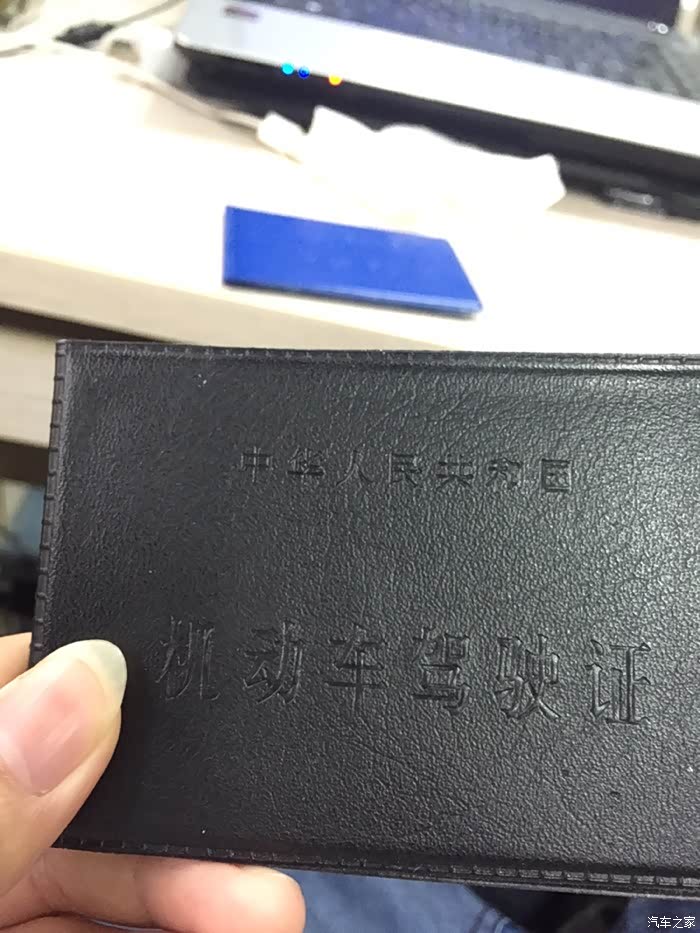 中华人民共和国
机动车驾驶证
汽车之家